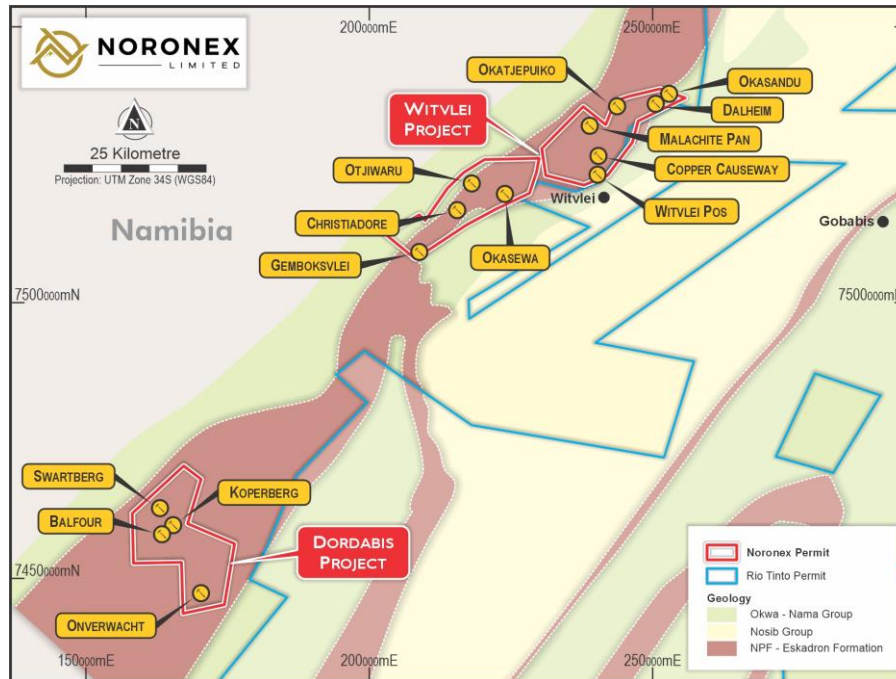 NORONEX
LIMITED
200000mE
250000mE
OKATJEPUIKO
OKASANDU
WITVLEI
PROJECT
DALHEIM
MALACHITE PAN
25 Kilometre
Projection: UTM Zone 34S (WGS84)
OTJIWARU
COPPER CAUSEWAY
Witvlei
WITVLEI POS
CHRISTIADORE
Namibia
Gobabis
OKASEWA
GEMBOKSVLEI
7500000mN
7500000m
SWARTBERG
KOPERBERG
BALFOUR
DORDABIS
PROJECT
Noronex Permit
Rio Tinto Permit
7450000mN
Geology
Okwa - Nama Group
ONVERWACHT
Nosib Group
NPF - Eskadron Formation
150000mE
200000mE
250000mE